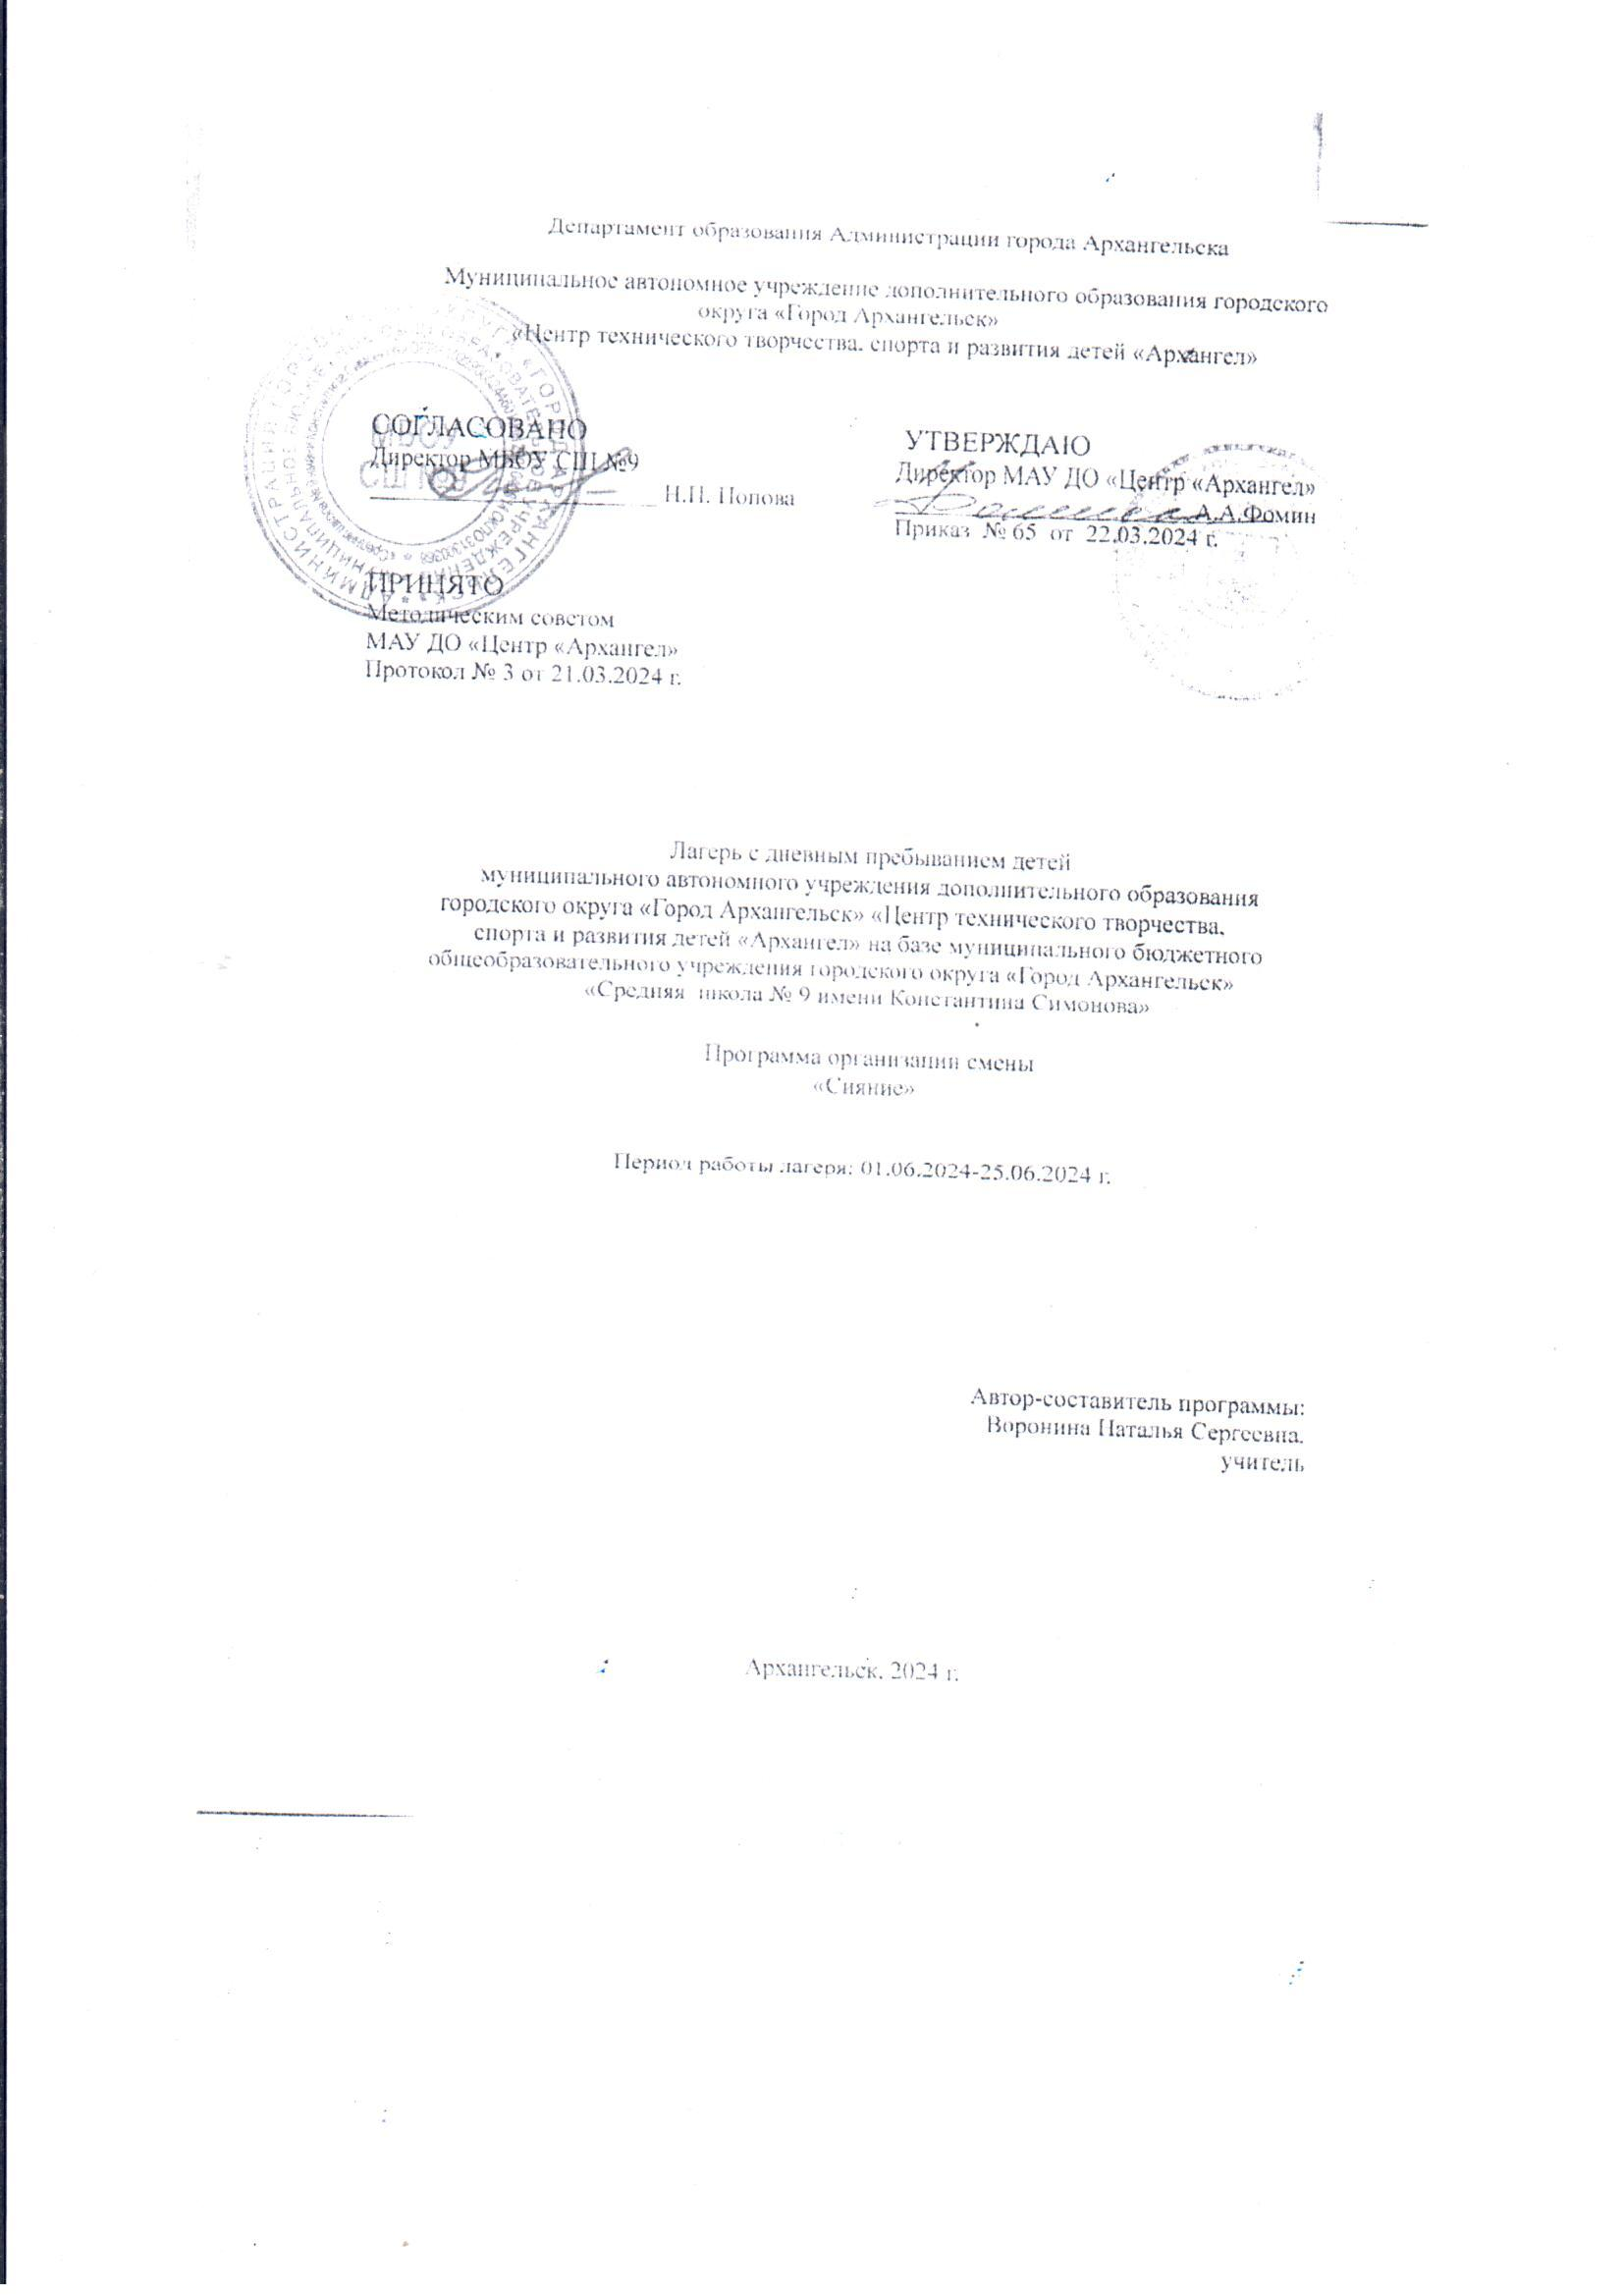 Департамент образования Администрации города Архангельска
Муниципальное автономное учреждение дополнительного образования городского
округа «Город Архангельск»
«Центр технического творчества, спорта и развития детей «Архангел»
СОГЛАСОВАНО
Директор МБОУ СШ №9
Н.П. Попова
УТВЕРЖДАЮ
Директор МАУ ДО «Центр «Архангел»
А.А.Фомин
Приказ № 65 от 22.03.2024 г.
ПРИНЯТО
Методическим советом
МАУ ДО «Центр «Архангел»
Протокол № 3 от 21.03.2024 г.
Лагерь с дневным пребыванием детей
муниципального автономного учреждения дополнительного образования
городского округа «Город Архангельск» «Центр технического творчества,
спорта и развития детей «Архангел» на базе муниципального бюджетного
общеобразовательного учреждения городского округа «Город Архангельск»
«Средняя школа № 9 имени Константина Симонова»
Программа организации смены
«Сияние»
Период работы лагеря: 01.06.2024-25.06.2024 г.
Автор-составитель программы:
Воронина Наталья Сергеевна,
учитель
Архангельск, 2024 г.